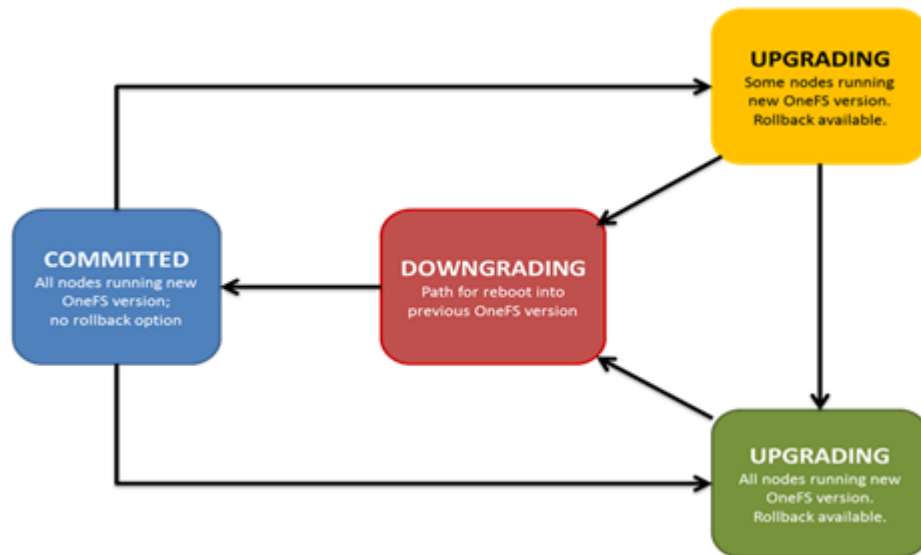 UPGRADING
Some nodes running
new OneFS version.
Rollback available.
COMMITTED
All nodes running new
OneFS version;
no rollback option
DOWNGRADING
Path for reboot into
previous OneFS version
UPGRADING
All nodes running new
OneFS version.
Rollback available.